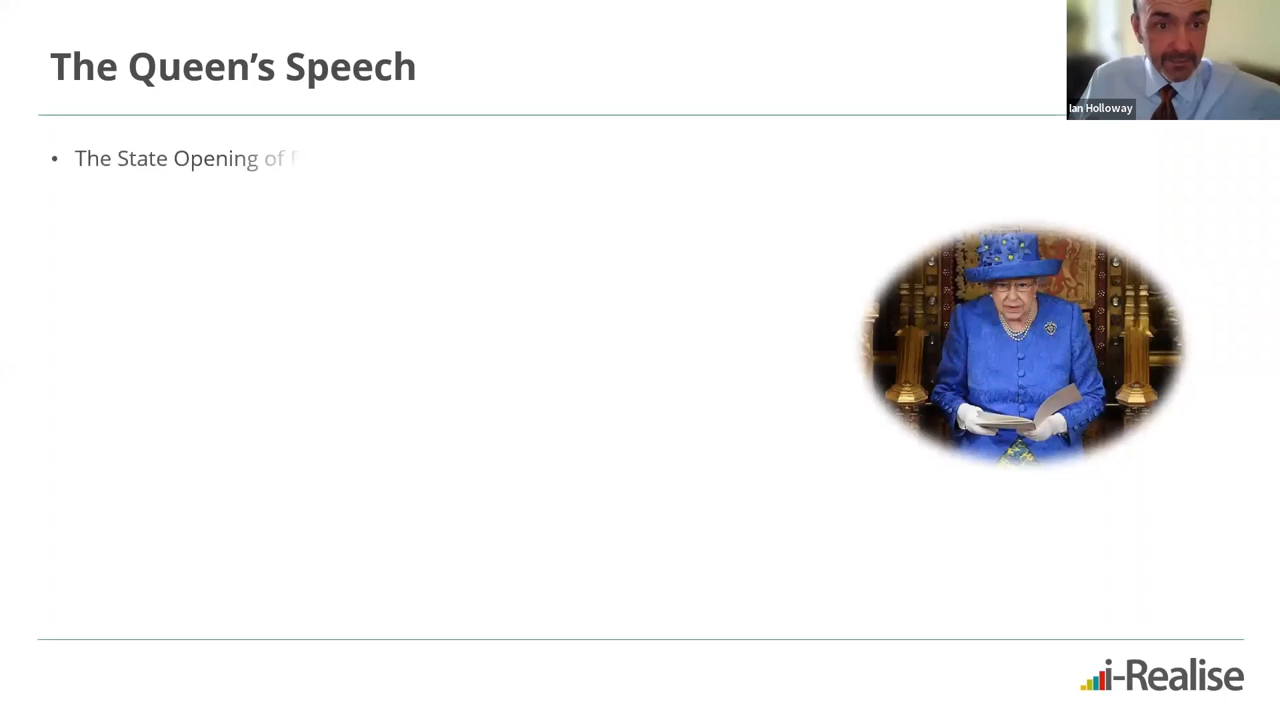 The Queen’s Speech
Ian Holloway
• The State Opening of
i-Realise